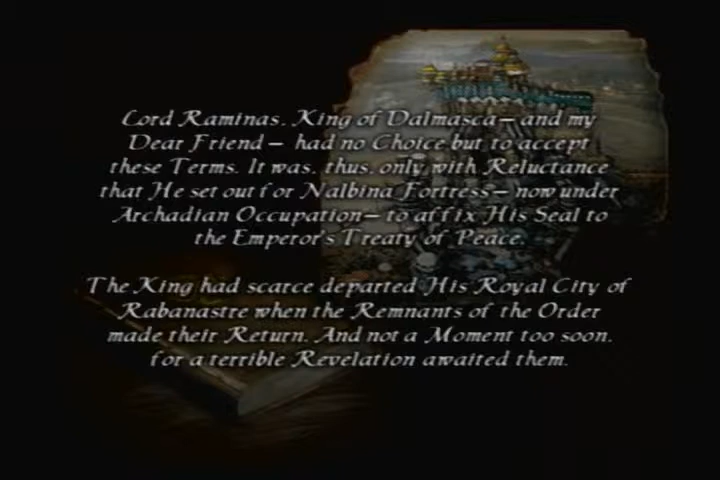 Lord Raminas, King of Dalmasca— and my
Dear Friend— had no Choice but to accept
these Terms. It was, thus, only with Reluctance
that He set out for Nalbina Fortress— now under
Archadian Occupation— to affix His Seal to
the Emperor's Treaty of Peace.
The King had scarce departed His Royal City of
Rabanastre when the Remnants of the Order
made their Return. And not a Moment too soon,
for a terrible Revelation awaited them.